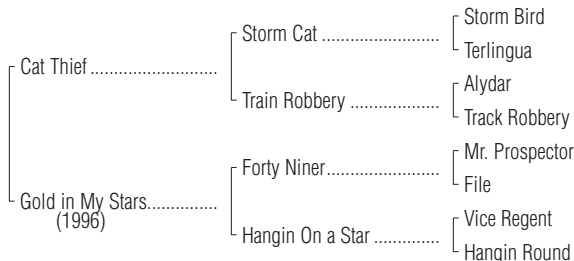 Storm Bird
Storm Cat ........................
Terlingua
Cat Thief ..........................
Alydar
Train Robbery ...................
Track Robbery
Mr. Prospector
Forty Niner.......................
File
Gold in My Stars...............
(1996)
Vice Regent
Hangin On a Star ..............
Hangin Round